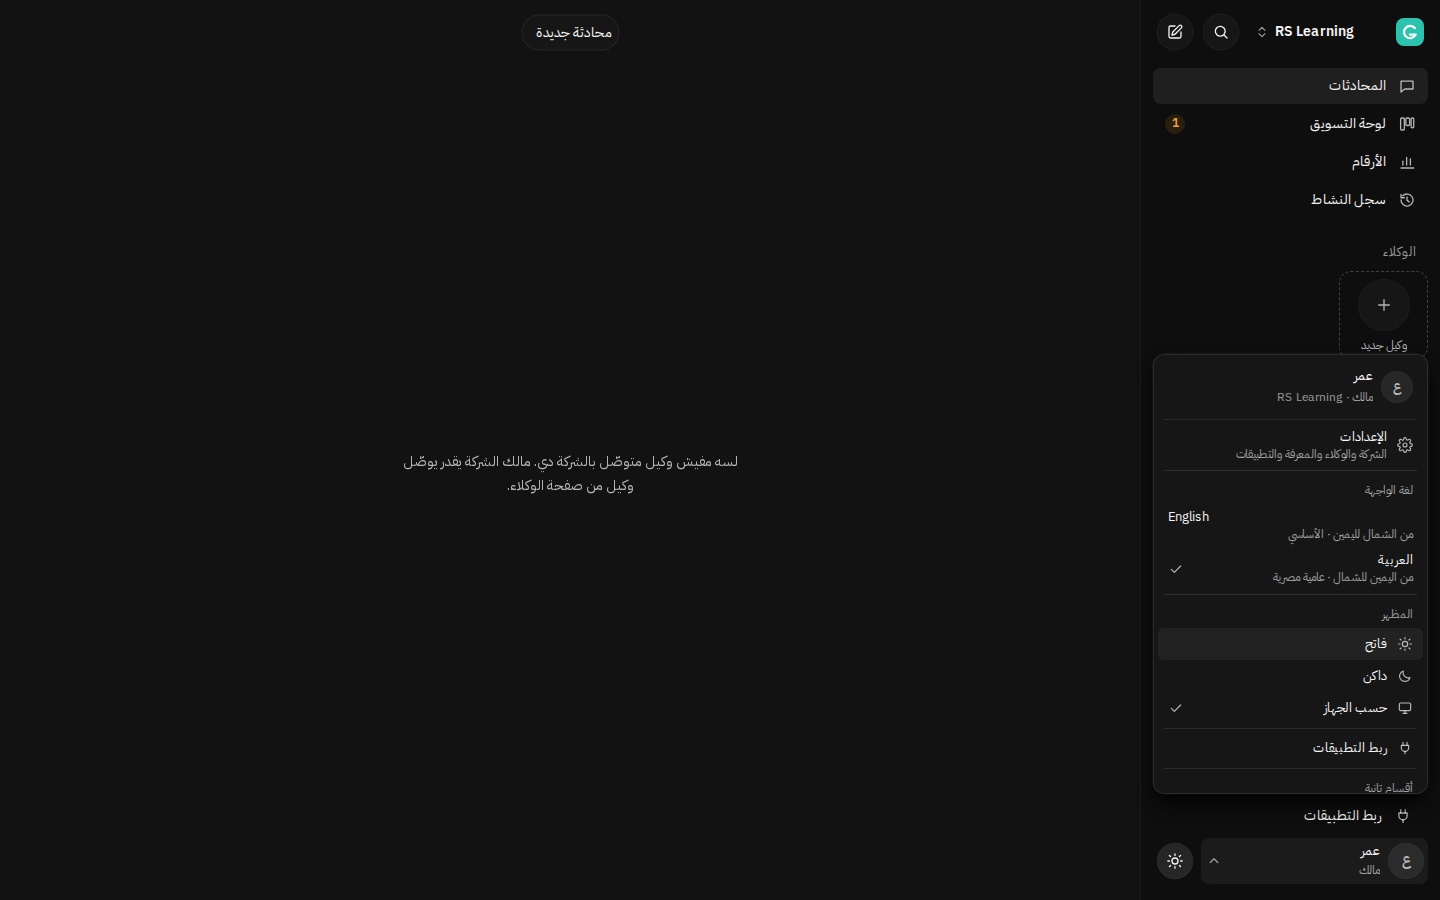 RS Learning
محادثة جديدة
المحادثات
لوحة التسويق
1
الأرقام
سجل النشاط
الوكلاء
وكيل جديد
لسه مفيش وكيل متوصّل بالشركة دي. مالك الشركة يقدر يوصّل
وكيل من صفحة الوكلاء.
ع
عمر
مالك · RS Learning
الإعدادات
الشركة والوكلاء والمعرفة والتطبيقات
لغة الواجهة
English
من الشمال لليمين · الأساسي
العربية
من اليمين للشمال · عامية مصرية
المظهر
فاتح
داكن
حسب الجهاز
ربط التطبيقات
أقسام تانية
ربط التطبيقات
ع
عمر
مالك